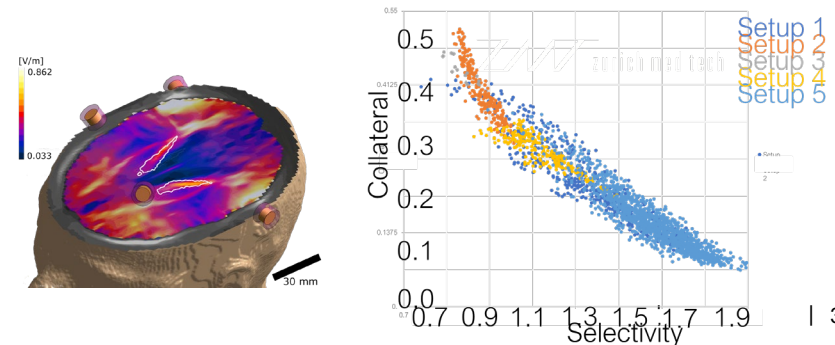 [V/m]
0.862
0.033
30 mm
0.55
0.5
0.4125
0.4
0.3
0.2
0.1375
0.1
0.0
0.7
0.7 0.9 1.1 1.3 1.5 1.7 1.9
Collateral
Selectivity
ZMT zurich med tech
Setup 1
Setup 2
Setup 3
Setup 4
Setup 5
Setup
2